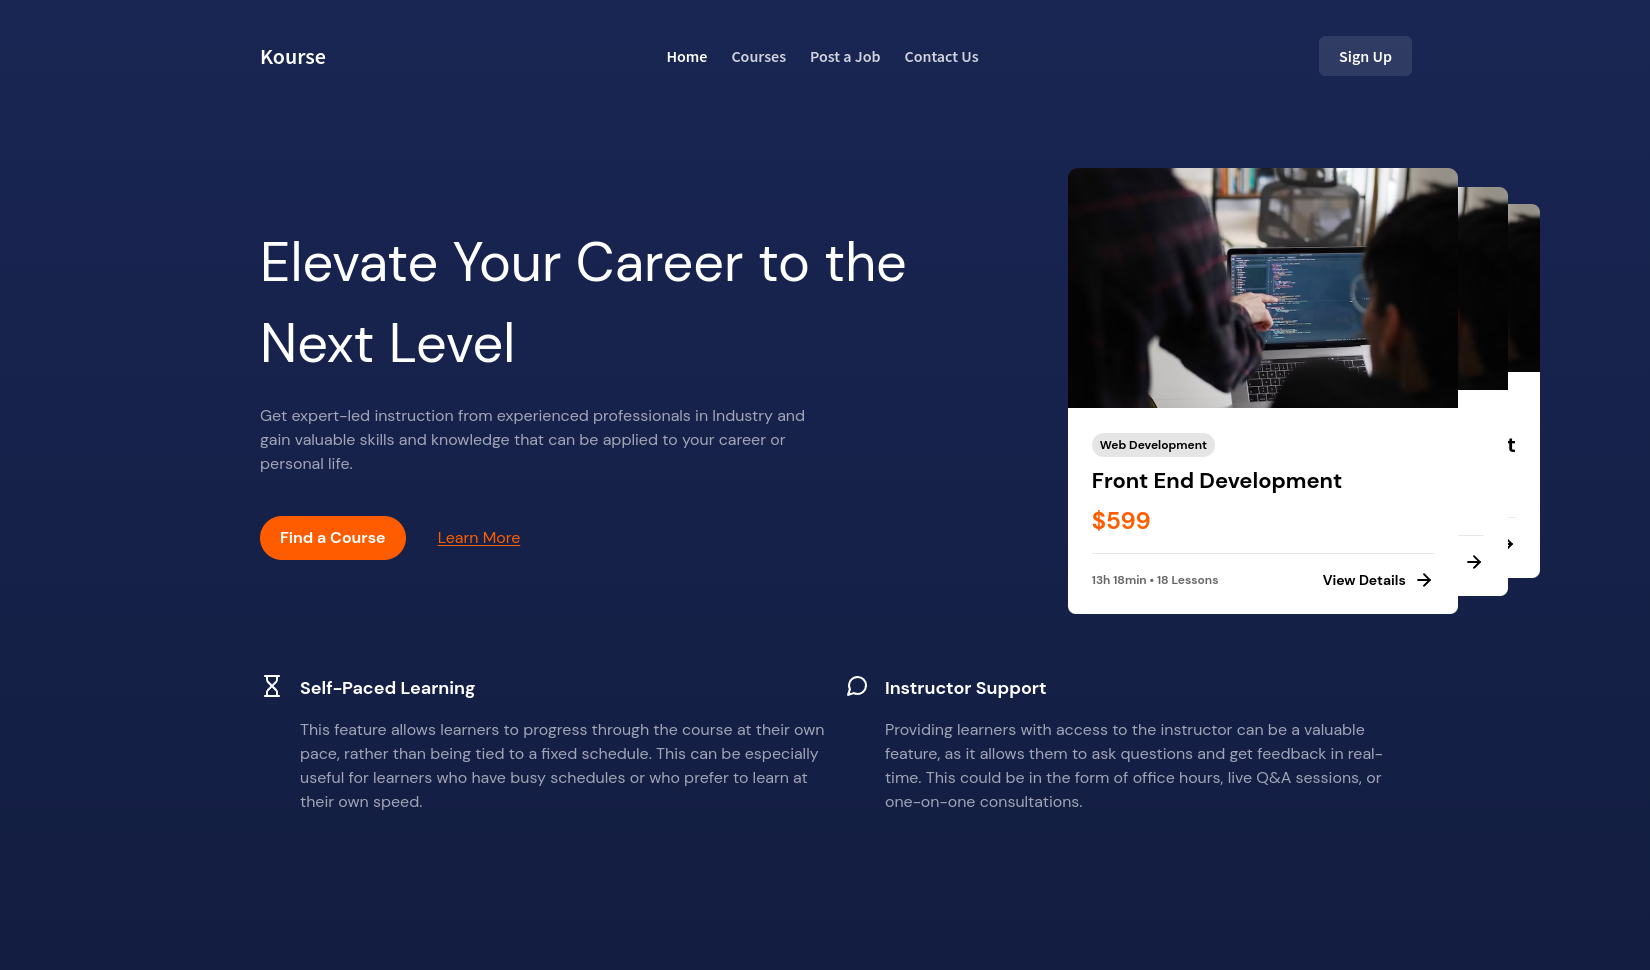 Kourse
Home
Courses
Post a Job
Contact Us
Sign Up
Elevate Your Career to the
Next Level
Get expert-led instruction from experienced professionals in Industry and
gain valuable skills and knowledge that can be applied to your career or
personal life.
Find a Course
Learn More
Web Development
Front End Development
$599
13h 18min • 18 Lessons
View Details
t
Self-Paced Learning
This feature allows learners to progress through the course at their own
pace, rather than being tied to a fixed schedule. This can be especially
useful for learners who have busy schedules or who prefer to learn at
their own speed.
Instructor Support
Providing learners with access to the instructor can be a valuable
feature, as it allows them to ask questions and get feedback in real-
time. This could be in the form of office hours, live Q&A sessions, or
one-on-one consultations.